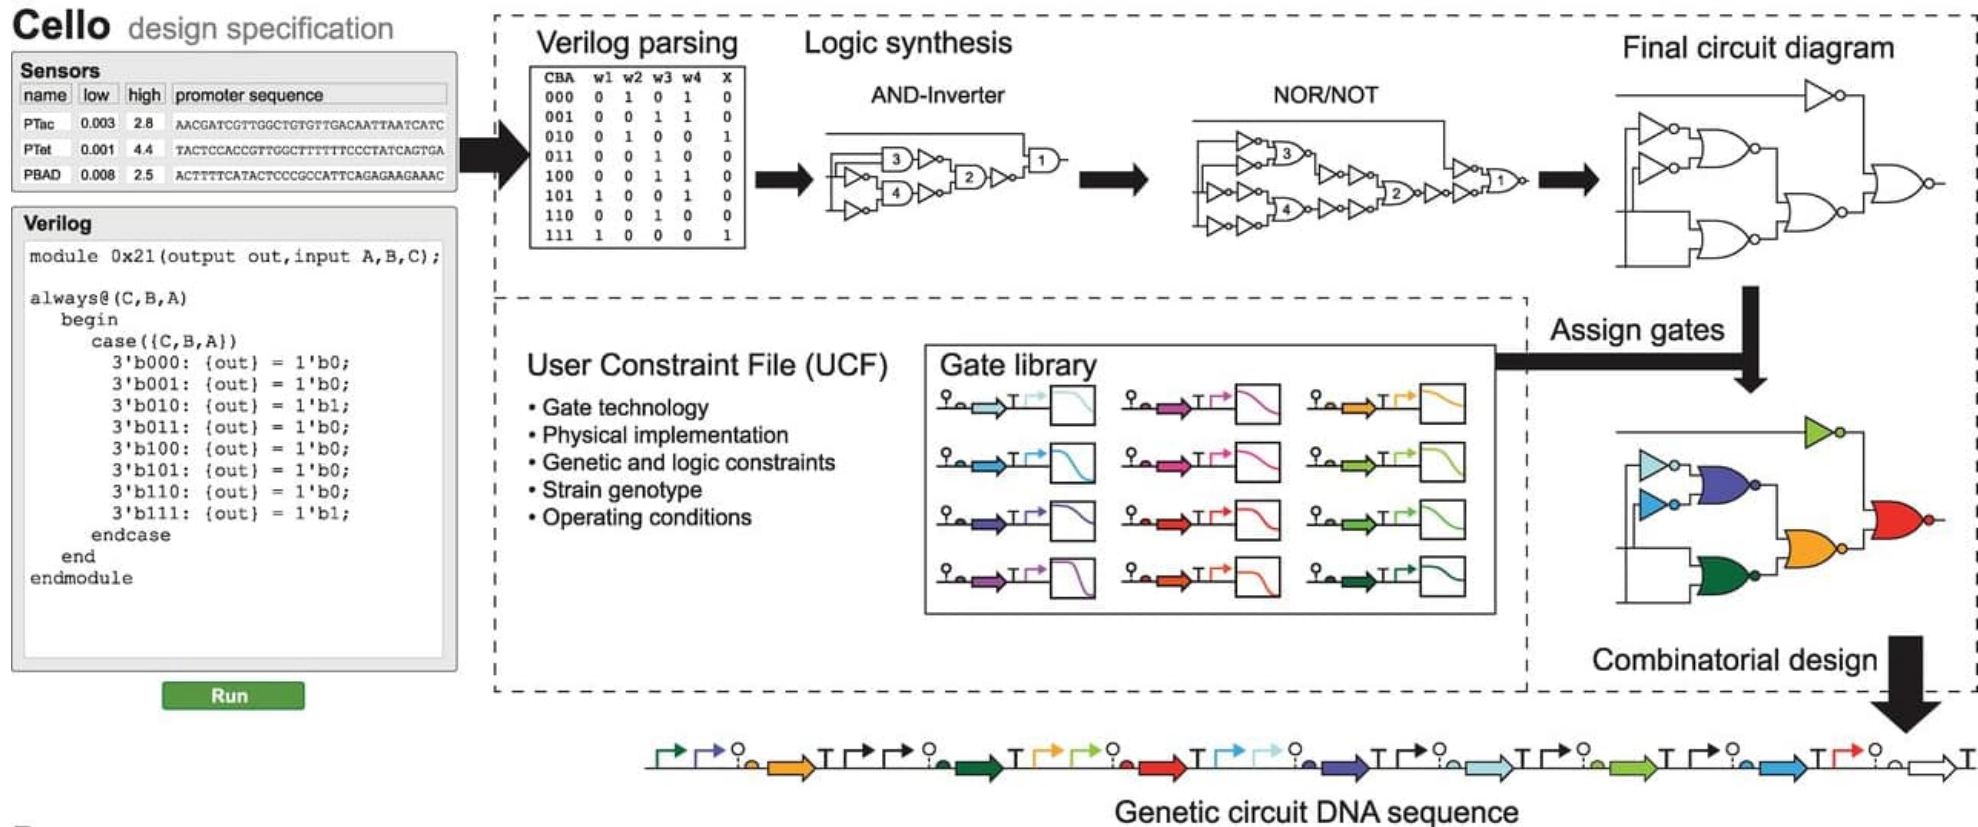 Cello design specification
Sensors
name low high promoter sequence
PTac 0.003 2.8 AACGATCGTTGGCTGTGTTGACAATTAATCATC
PTet 0.001 4.4 TACTCCACCGTTGGCTTTTTTCCCTATCAGTGA
PBAD 0.008 2.5 ACTTTTCATACTCCCGCCATTCAGAGAAGAAAC
Verilog
module 0x21(output out,input A,B,C);
always@(C,B,A)
begin
case({C,B,A})
3'b000: {out} = 1'b0;
3'b001: {out} = 1'b0;
3'b010: {out} = 1'b1;
3'b011: {out} = 1'b0;
3'b100: {out} = 1'b0;
3'b101: {out} = 1'b0;
3'b110: {out} = 1'b0;
3'b111: {out} = 1'b1;
endcase
end
endmodule
Run
Verilog parsing
CBA w1 w2 w3 w4 X
000 0 1 0 1 0
001 0 0 1 1 0
010 0 1 0 0 1
011 0 0 1 0 0
100 0 0 1 1 0
101 1 0 0 1 0
110 0 0 1 0 0
111 1 0 0 0 1
Logic synthesis
AND-Inverter
3
4
2
1
NOR/NOT
3
4
2
1
Final circuit diagram
Assign gates
User Constraint File (UCF)
• Gate technology
• Physical implementation
• Genetic and logic constraints
• Strain genotype
• Operating conditions
Gate library
Combinatorial design
Genetic circuit DNA sequence